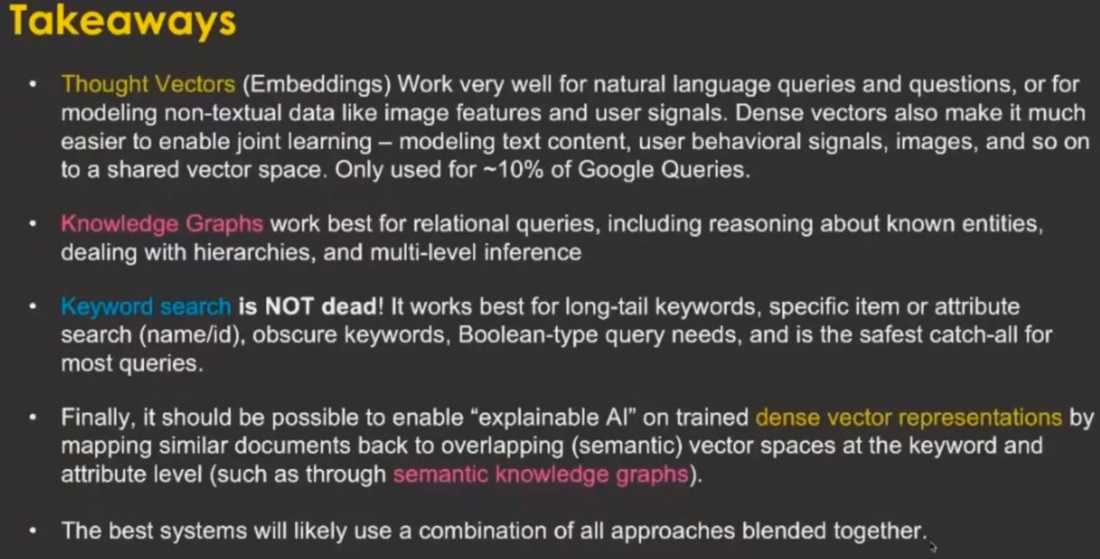 Takeaways
• Thought Vectors (Embeddings) Work very well for natural language queries and questions, or for
modeling non-textual data like image features and user signals. Dense vectors also make it much
easier to enable joint learning – modeling text content, user behavioral signals, images, and so on
to a shared vector space. Only used for ~10% of Google Queries.
• Knowledge Graphs work best for relational queries, including reasoning about known entities,
dealing with hierarchies, and multi-level inference
• Keyword search is NOT dead! It works best for long-tail keywords, specific item or attribute
search (name/id), obscure keywords, Boolean-type query needs, and is the safest catch-all for
most queries.
• Finally, it should be possible to enable “explainable AI” on trained dense vector representations by
mapping similar documents back to overlapping (semantic) vector spaces at the keyword and
attribute level (such as through semantic knowledge graphs).
• The best systems will likely use a combination of all approaches blended together.